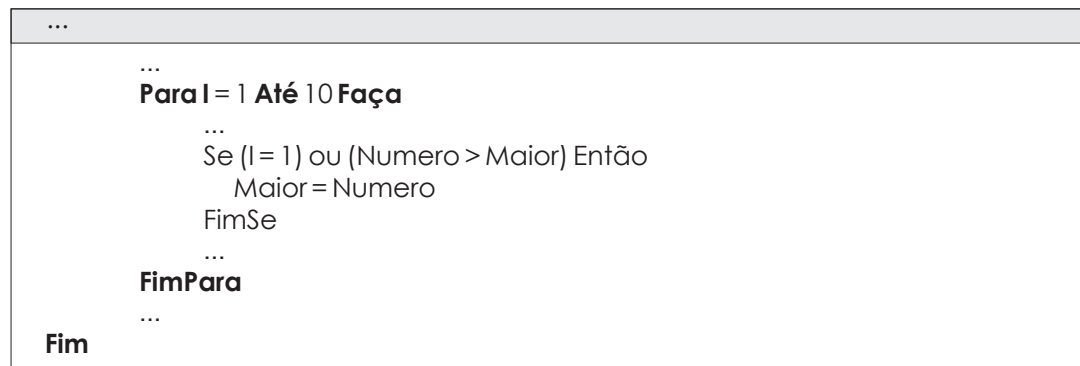 ...
...
Para I = 1 Até 10 Faça
...
Se (I = 1) ou (Numero > Maior) Então
Maior = Numero
FimSe
...
FimPara
...
Fim